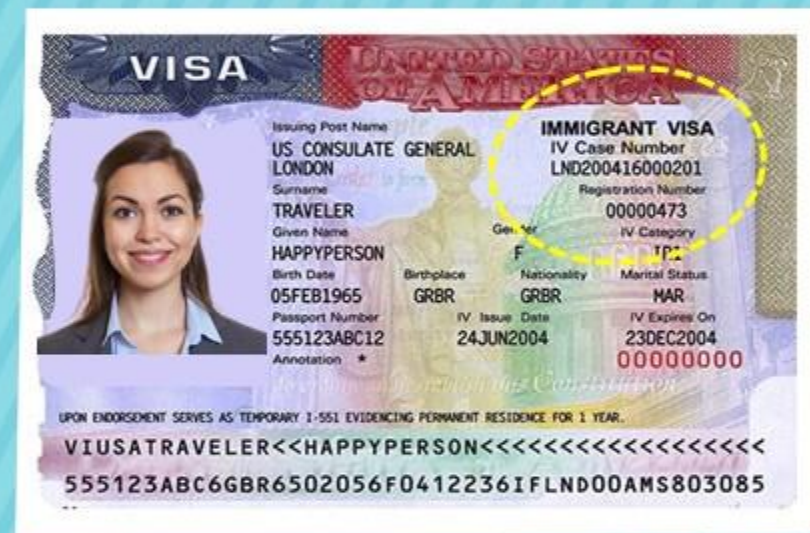 VISA
UNITED STATES
OF AMERICA
Issuing Post Name
US CONSULATE GENERAL
LONDON
IMMIGRANT VISA
IV Case Number
LND200416000201
Surname
TRAVELER
Registration Number
00000473
Given Name
HAPPYPERSON
Gender
F
IV Category
IR1
Birth Date
05FEB1965
Birthplace
GRBR
Nationality
GRBR
Marital Status
MAR
Passport Number
555123ABC12
IV Issue Date
24JUN2004
IV Expires On
23DEC2004
Annotation *
00000000
Constitution
UPON ENDORSEMENT SERVES AS TEMPORARY I-551 EVIDENCING PERMANENT RESIDENCE FOR 1 YEAR.
VIUSATRAVELER<<HAPPYPERSON<<<<<<<<<<<<<<<<<<<
555123ABC6GBR6502056F0412236IFLND00AMS803085